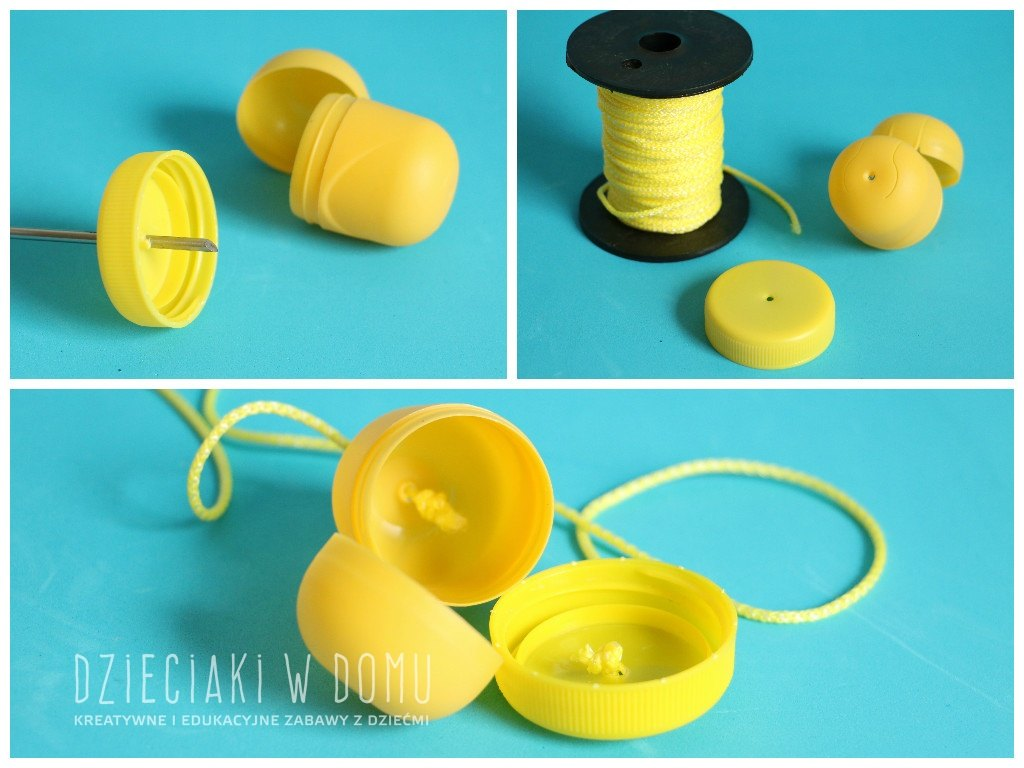 DZIECIAKI W DOMU
KREATYWNE I EDUKACYJNE ZABAWY Z DZIEĆMI